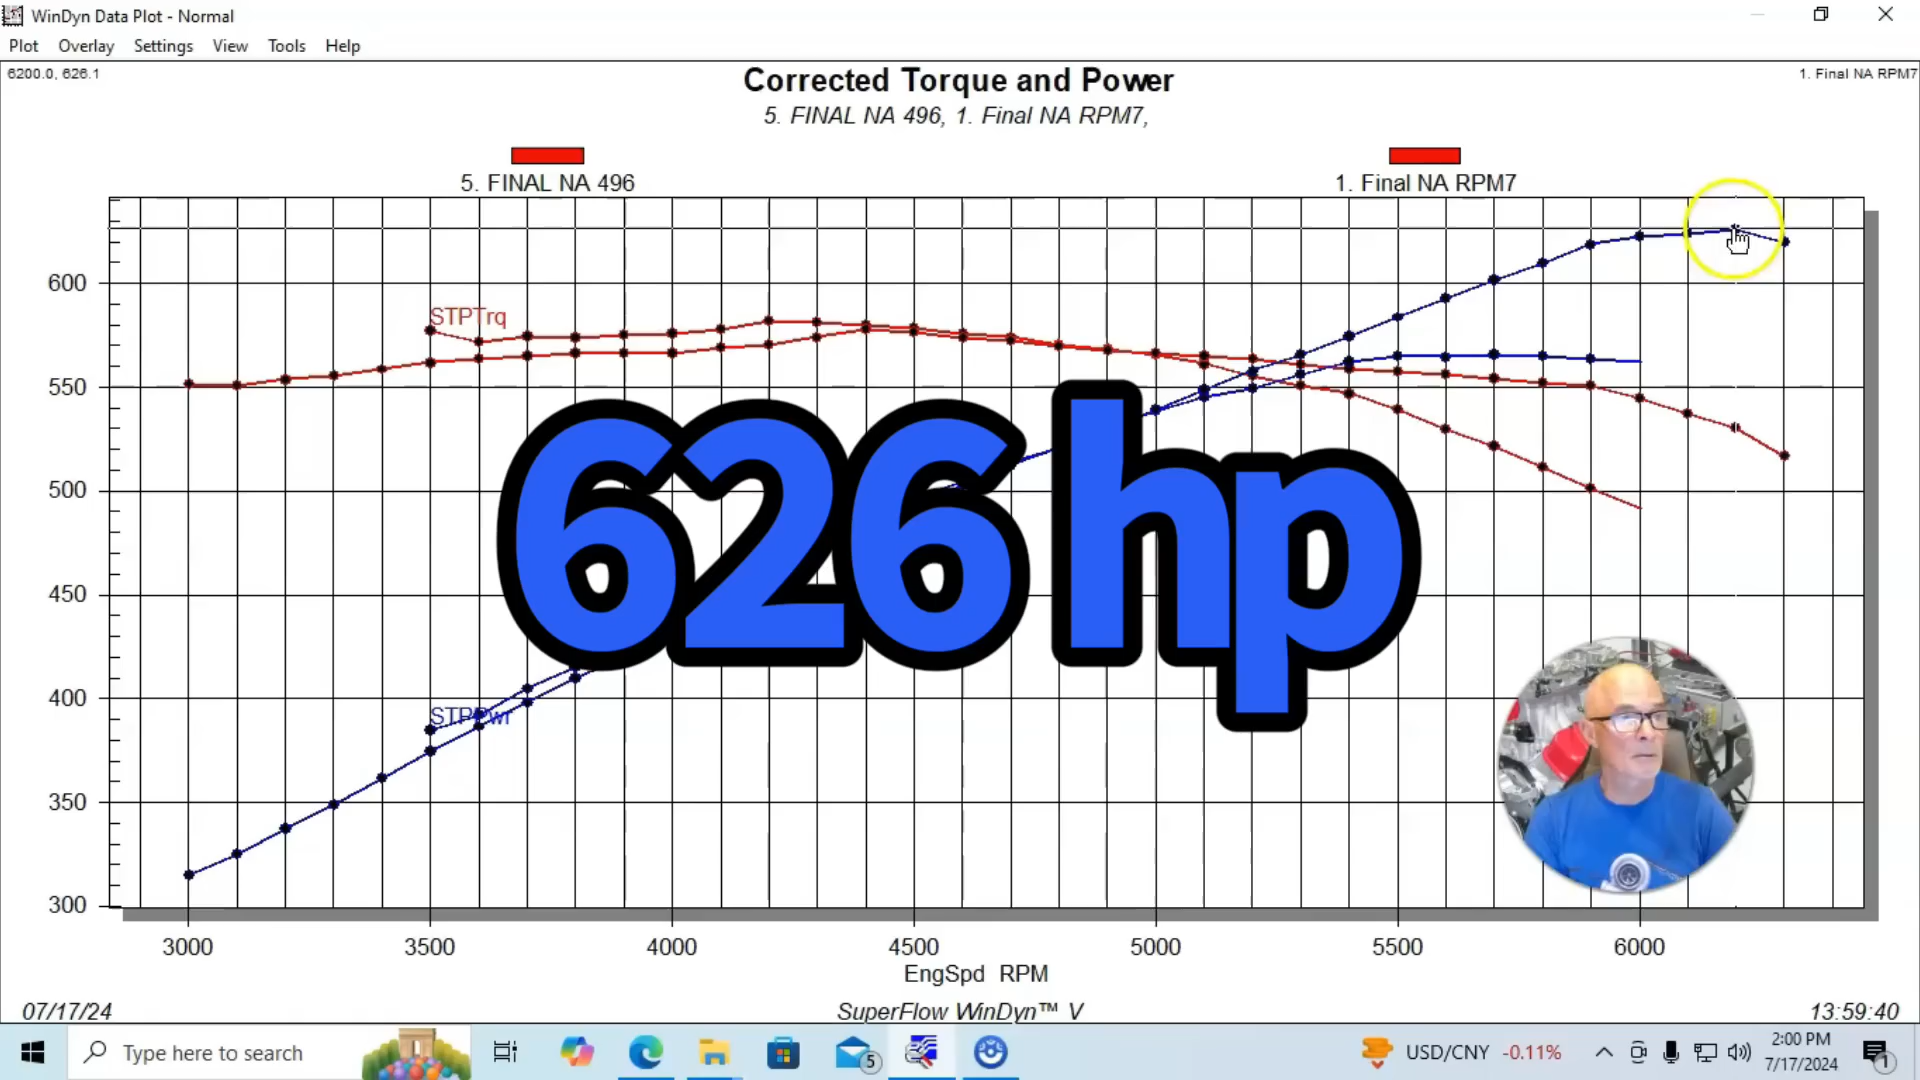 WinDyn Data Plot - Normal
Plot Overlay Settings View Tools Help
6200.0, 626.1
1. Final NA RPM7
Corrected Torque and Power
5. FINAL NA 496, 1. Final NA RPM7,
5. FINAL NA 496
1. Final NA RPM7
600
STPTrq
550
500
626 hp
450
400
STPPwr
350
300
3000 3500 4000 4500 5000 5500 6000
EngSpd RPM
07/17/24
SuperFlow WinDyn™ V
13:59:40
Type here to search
5
USD/CNY -0.11%
2:00 PM
7/17/2024
1